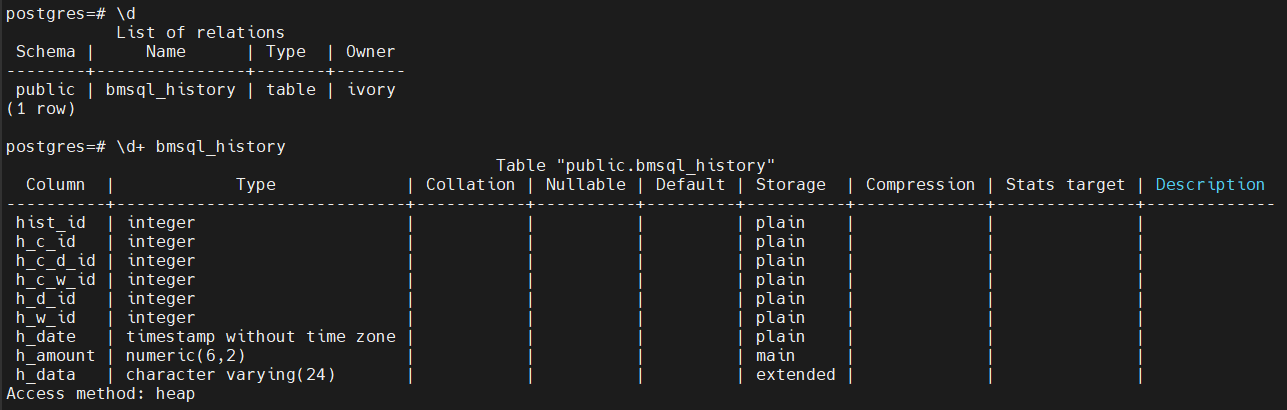 postgres=# \d
           List of relations
 Schema |     Name      | Type  | Owner
--------+---------------+-------+-------
 public | bmsql_history | table | ivory
(1 row)

postgres=# \d+ bmsql_history
                                                 Table "public.bmsql_history"
  Column  |            Type             | Collation | Nullable | Default | Storage  | Compression | Stats target | Description
----------+-----------------------------+-----------+----------+---------+----------+-------------+--------------+-------------
 hist_id  | integer                     |           |          |         | plain    |             |              |
 h_c_id   | integer                     |           |          |         | plain    |             |              |
 h_c_d_id | integer                     |           |          |         | plain    |             |              |
 h_c_w_id | integer                     |           |          |         | plain    |             |              |
 h_d_id   | integer                     |           |          |         | plain    |             |              |
 h_w_id   | integer                     |           |          |         | plain    |             |              |
 h_date   | timestamp without time zone |           |          |         | plain    |             |              |
 h_amount | numeric(6,2)                |           |          |         | main     |             |              |
 h_data   | character varying(24)       |           |          |         | extended |             |              |
Access method: heap